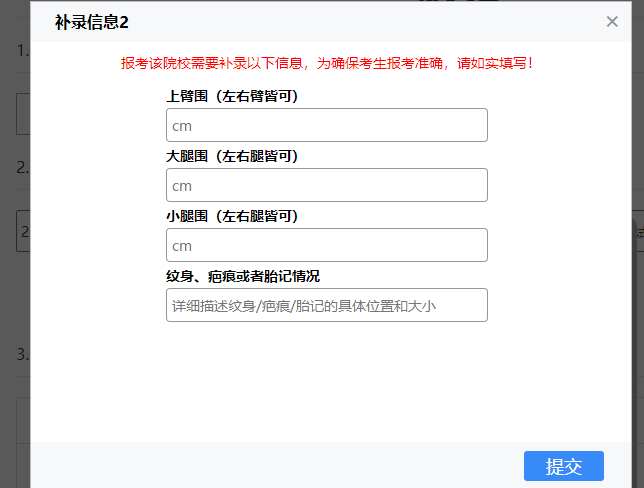 补录信息2
×
报考该院校需要补录以下信息，为确保考生报考准确，请如实填写！
1.
上臂围（左右臂皆可）
cm
2.
大腿围（左右腿皆可）
cm
小腿围（左右腿皆可）
2
cm
纹身、疤痕或者胎记情况
详细描述纹身/疤痕/胎记的具体位置和大小
3.
提交